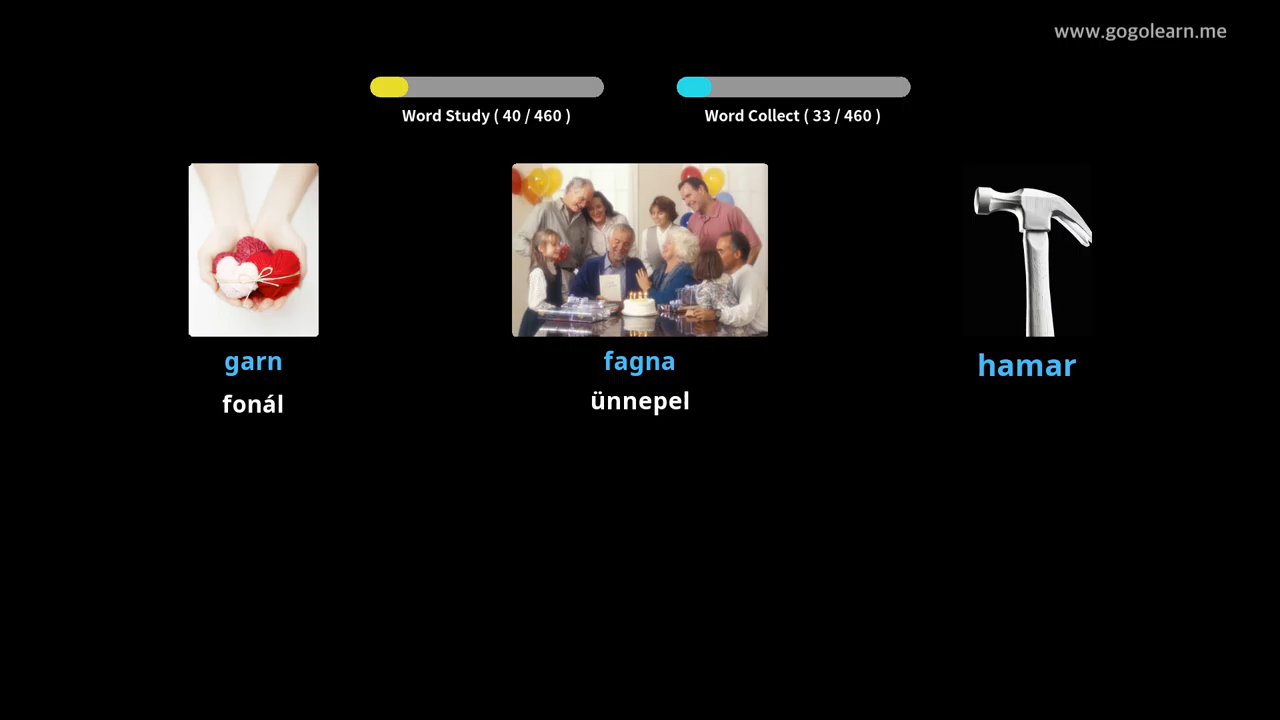 www.gogolearn.me
Word Study ( 40 / 460 )
Word Collect ( 33 / 460 )
garn
fagna
hamar
fonál
ünnepel